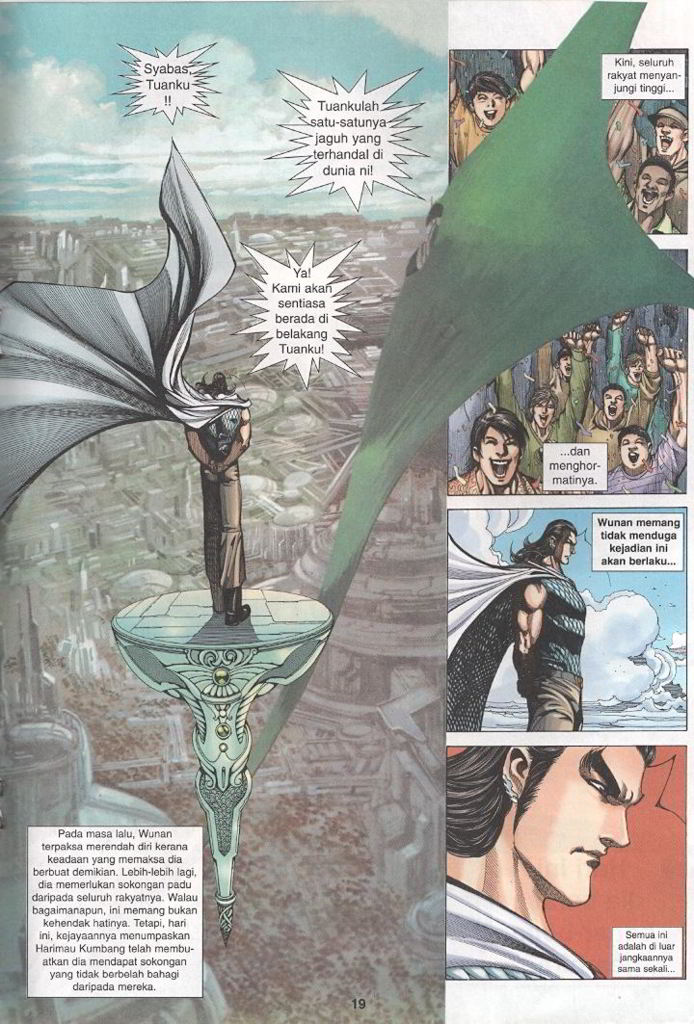 Syabas,
Tuanku
!!
Tuankulah
satu-satunya
jaguh yang
terhandal di
dunia ni!
Ya!
Kami akan
sentiasa
berada di
belakang
Tuanku!
Pada masa lalu, Wunan
terpaksa merendah diri kerana
keadaan yang memaksa dia
berbuat demikian. Lebih-lebih lagi,
dia memerlukan sokongan padu
daripada seluruh rakyatnya. Walau
bagaimanapun, ini memang bukan
kehendak hatinya. Tetapi, hari
ini, kejayaannya menumpaskan
Harimau Kumbang telah membu-
atkan dia mendapat sokongan
yang tidak berbelah bahagi
daripada mereka.
Kini, seluruh
rakyat menyan-
jungi tinggi...
...dan
menghor-
matinya.
Wunan memang
tidak menduga
kejadian ini
akan berlaku...
Semua ini
adalah di luar
jangkaannya
sama sekali...
19